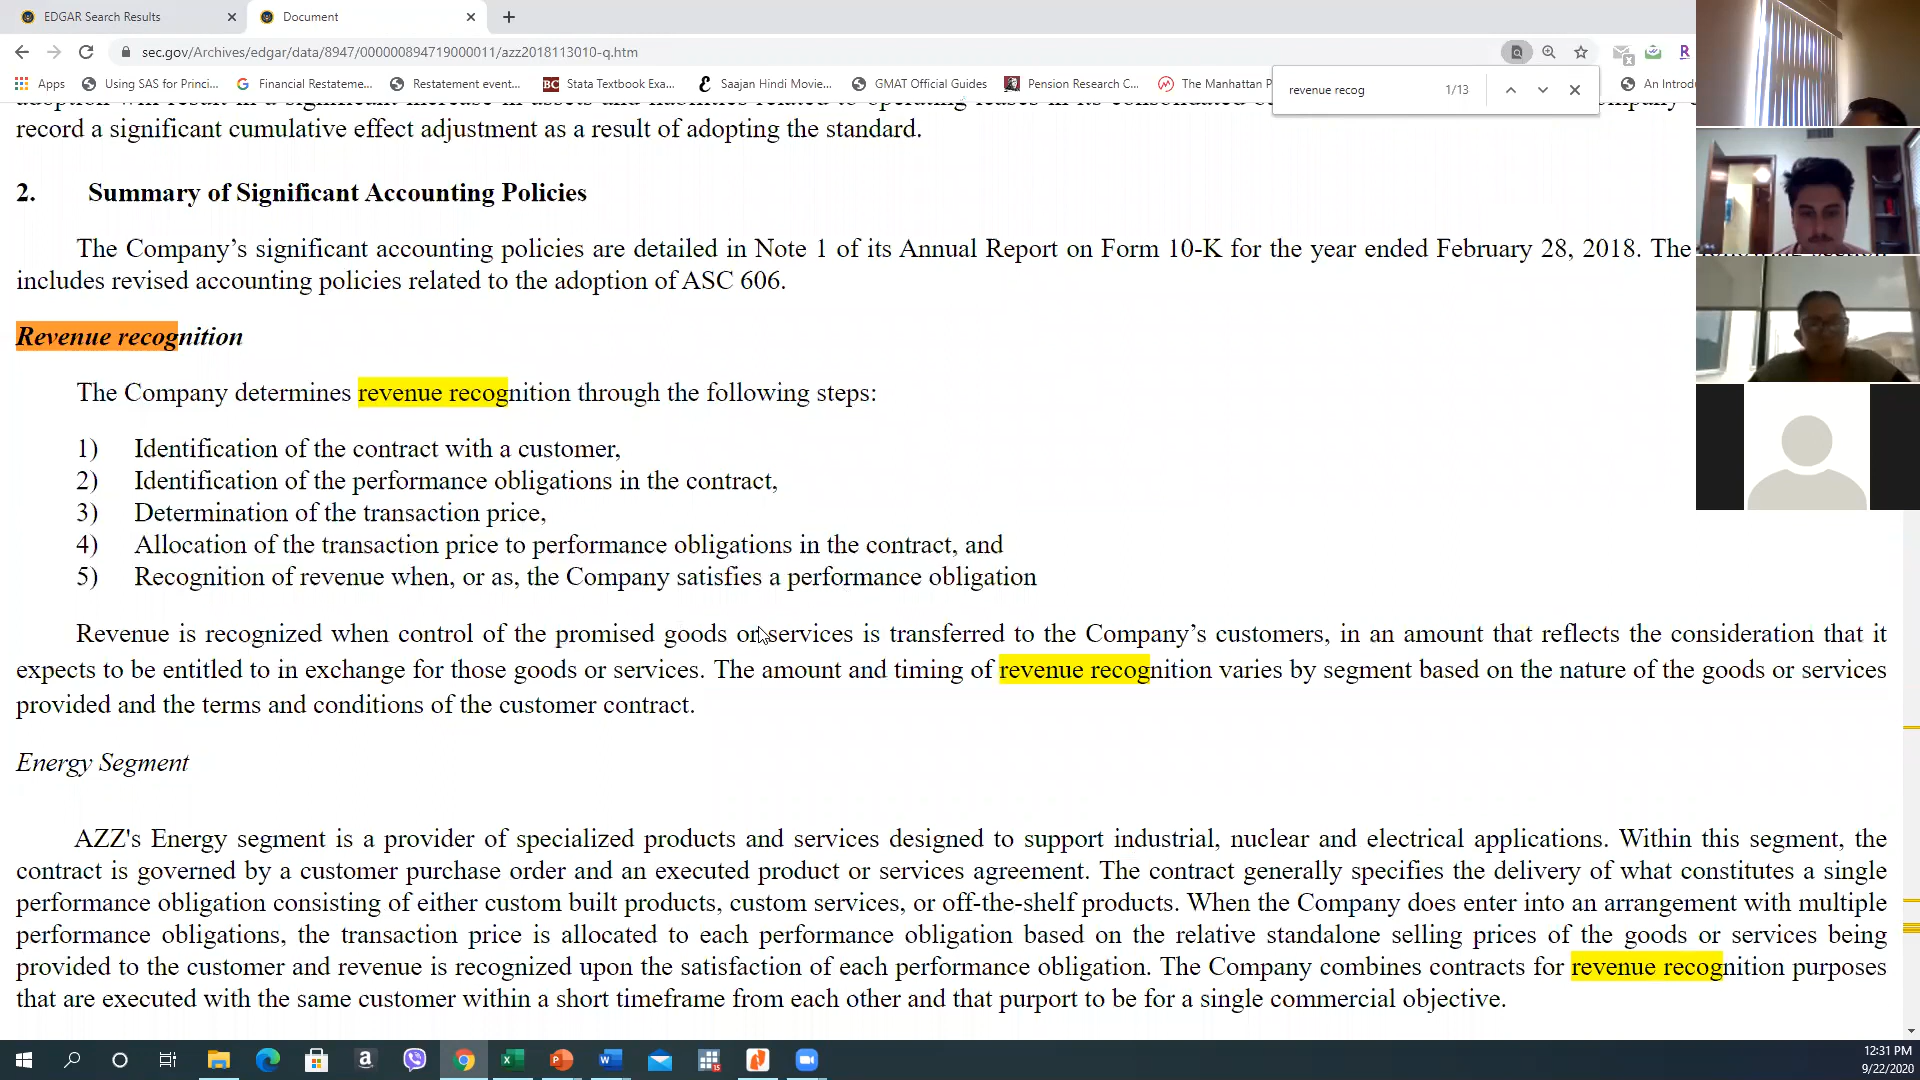 EDGAR Search Results
Document
sec.gov/Archives/edgar/data/8947/000000894719000011/azz2018113010-q.htm
Apps
Using SAS for Princi...
Financial Restateme...
Restatement event...
Stata Textbook Exa...
Saajan Hindi Movie...
GMAT Official Guides
Pension Research C...
The Manhattan
An Introd
revenue recog
1/13
adoption will result in a significant increase in assets and liabilities related to operating leases in its consolidated
record a significant cumulative effect adjustment as a result of adopting the standard.
2. Summary of Significant Accounting Policies
The Company’s significant accounting policies are detailed in Note 1 of its Annual Report on Form 10-K for the year ended February 28, 2018. The
includes revised accounting policies related to the adoption of ASC 606.
Revenue recognition
The Company determines revenue recognition through the following steps:
1) Identification of the contract with a customer,
2) Identification of the performance obligations in the contract,
3) Determination of the transaction price,
4) Allocation of the transaction price to performance obligations in the contract, and
5) Recognition of revenue when, or as, the Company satisfies a performance obligation
Revenue is recognized when control of the promised goods or services is transferred to the Company’s customers, in an amount that reflects the consideration that it
expects to be entitled to in exchange for those goods or services. The amount and timing of revenue recognition varies by segment based on the nature of the goods or services
provided and the terms and conditions of the customer contract.
Energy Segment
AZZ's Energy segment is a provider of specialized products and services designed to support industrial, nuclear and electrical applications. Within this segment, the
contract is governed by a customer purchase order and an executed product or services agreement. The contract generally specifies the delivery of what constitutes a single
performance obligation consisting of either custom built products, custom services, or off-the-shelf products. When the Company does enter into an arrangement with multiple
performance obligations, the transaction price is allocated to each performance obligation based on the relative standalone selling prices of the goods or services being
provided to the customer and revenue is recognized upon the satisfaction of each performance obligation. The Company combines contracts for revenue recognition purposes
that are executed with the same customer within a short timeframe from each other and that purport to be for a single commercial objective.
12:31 PM
9/22/2020